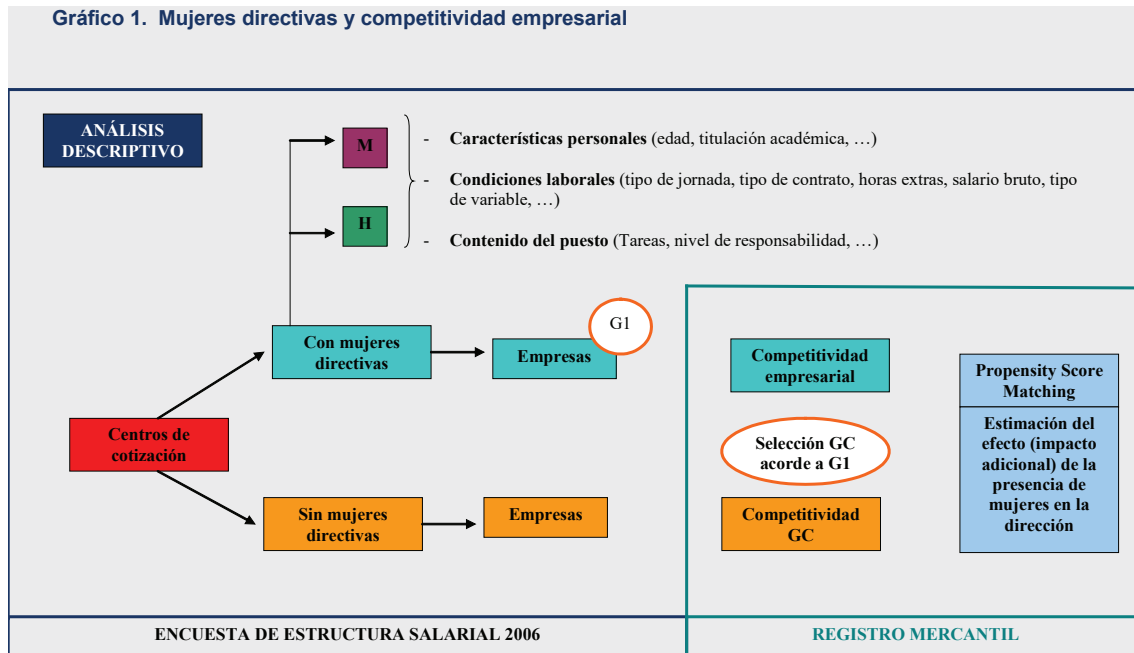 Gráfico 1. Mujeres directivas y competitividad empresarial
ANÁLISIS
DESCRIPTIVO
M
H
- Características personales (edad, titulación académica, …)
- Condiciones laborales (tipo de jornada, tipo de contrato, horas extras, salario bruto, tipo
de variable, …)
- Contenido del puesto (Tareas, nivel de responsabilidad, …)
Con mujeres
directivas
Empresas
G1
Centros de
cotización
Sin mujeres
directivas
Empresas
Competitividad
empresarial
Selección GC
acorde a G1
Competitividad
GC
Propensity Score
Matching
Estimación del
efecto (impacto
adicional) de la
presencia de
mujeres en la
dirección
ENCUESTA DE ESTRUCTURA SALARIAL 2006
REGISTRO MERCANTIL